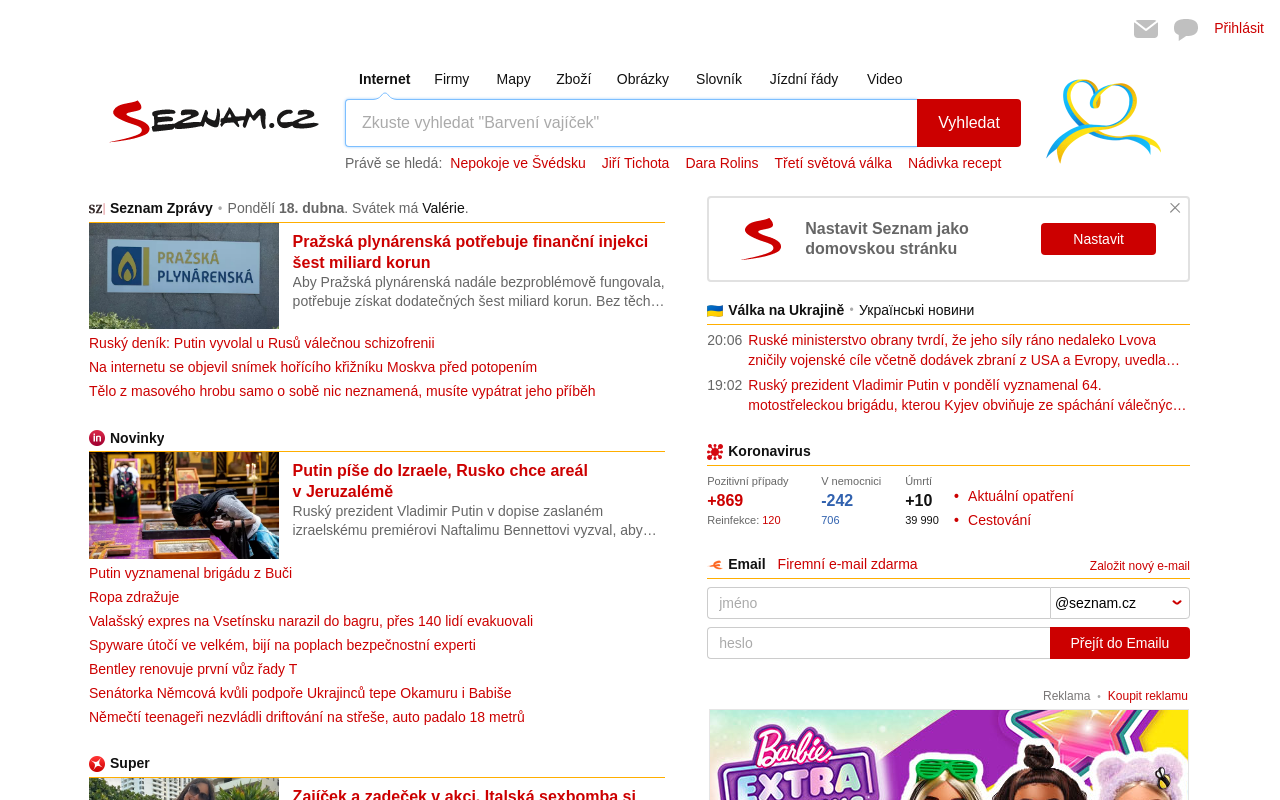 Přihlásit
Internet Firmy Mapy Zboží Obrázky Slovník Jízdní řády Video
SEZNAM.CZ
Zkuste vyhledat "Barvení vajíček"
Vyhledat
Právě se hledá: Nepokoje ve Švédsku Jiří Tichota Dara Rolins Třetí světová válka Nádivka recept
SZ Seznam Zprávy • Pondělí 18. dubna. Svátek má Valérie.
PRAŽSKÁ
PLYNÁRENSKÁ
Pražská plynárenská potřebuje finanční injekci
šest miliard korun
Aby Pražská plynárenská nadále bezproblémově fungovala,
potřebuje získat dodatečných šest miliard korun. Bez těch…
Ruský deník: Putin vyvolal u Rusů válečnou schizofrenii
Na internetu se objevil snímek hořícího křižníku Moskva před potopením
Tělo z masového hrobu samo o sobě nic neznamená, musíte vypátrat jeho příběh
in Novinky
Putin píše do Izraele, Rusko chce areál
v Jeruzalémě
Ruský prezident Vladimir Putin v dopise zaslaném
izraelskému premiérovi Naftalimu Bennettovi vyzval, aby…
Putin vyznamenal brigádu z Buči
Ropa zdražuje
Valašský expres na Vsetínsku narazil do bagru, přes 140 lidí evakuovali
Spyware útočí ve velkém, bijí na poplach bezpečnostní experti
Bentley renovuje první vůz řady T
Senátorka Němcová kvůli podpoře Ukrajinců tepe Okamuru i Babiše
Němečtí teenageři nezvládli driftování na střeše, auto padalo 18 metrů
Super
Zajíček a zadeček v akci. Italská sexbomba si
Nastavit Seznam jako
domovskou stránku
Nastavit
Válka na Ukrajině • Українські новини
20:06 Ruské ministerstvo obrany tvrdí, že jeho síly ráno nedaleko Lvova
zničily vojenské cíle včetně dodávek zbraní z USA a Evropy, uvedla…
19:02 Ruský prezident Vladimir Putin v pondělí vyznamenal 64.
motostřeleckou brigádu, kterou Kyjev obviňuje ze spáchání válečnýc…
Koronavirus
Pozitivní případy V nemocnici Úmrtí
+869 -242 +10
Reinfekce: 120 706 39 990
• Aktuální opatření
• Cestování
Email Firemní e-mail zdarma Založit nový e-mail
jméno @seznam.cz
heslo Přejít do Emailu
Reklama • Koupit reklamu
Barbie
EXTRA